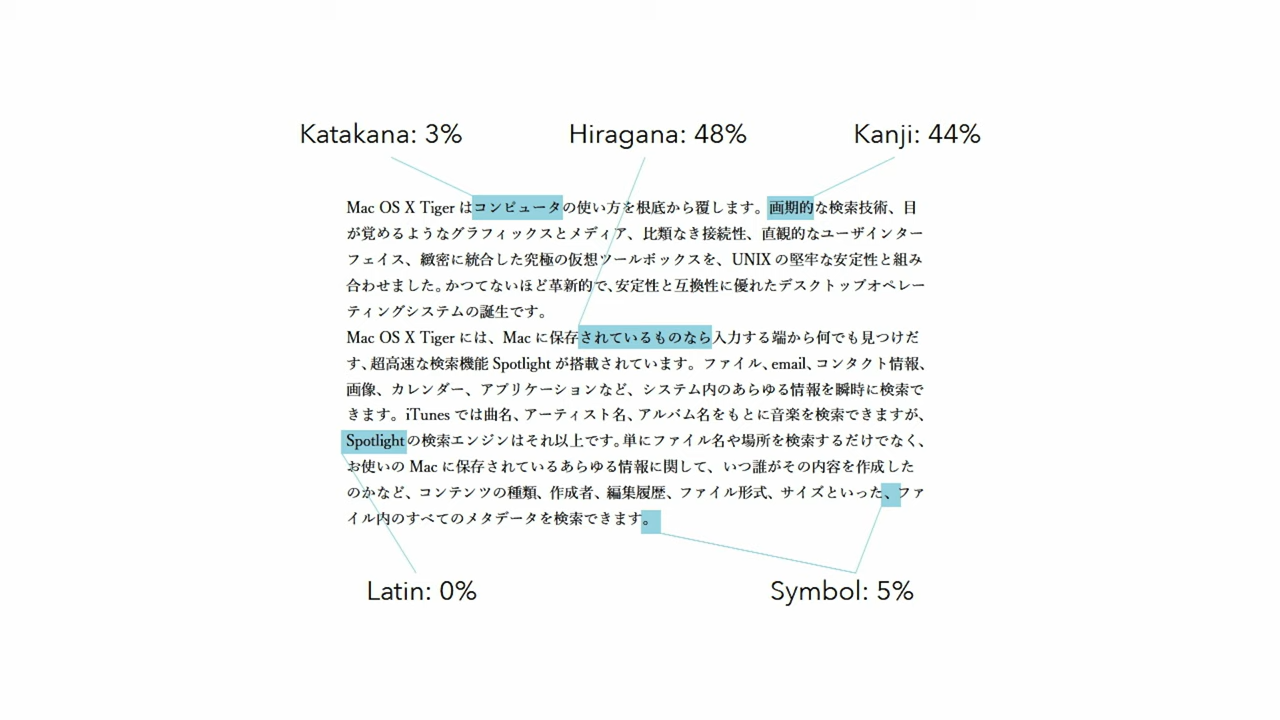 Katakana: 3%
Hiragana: 48%
Kanji: 44%
Mac OS X Tiger はコンピュータの使い方を根底から覆します。画期的な検索技術、目
が覚めるようなグラフィックスとメディア、比類なき接続性、直観的なユーザインター
フェイス、緻密に統合した究極の仮想ツールボックスを、UNIX の堅牢な安定性と組み
合わせました。かつてないほど革新的で、安定性と互換性に優れたデスクトップオペレー
ティングシステムの誕生です。
Mac OS X Tiger には、Mac に保存されているものなら入力する端から何でも見つけだ
す、超高速な検索機能 Spotlight が搭載されています。ファイル、email、コンタクト情報、
画像、カレンダー、アプリケーションなど、システム内のあらゆる情報を瞬時に検索で
きます。iTunes では曲名、アーティスト名、アルバム名をもとに音楽を検索できますが、
Spotlight の検索エンジンはそれ以上です。単にファイル名や場所を検索するだけでなく、
お使いの Mac に保存されているあらゆる情報に関して、いつ誰がその内容を作成した
のかなど、コンテンツの種類、作成者、編集履歴、ファイル形式、サイズといった、ファ
イル内のすべてのメタデータを検索できます。
Latin: 0%
Symbol: 5%